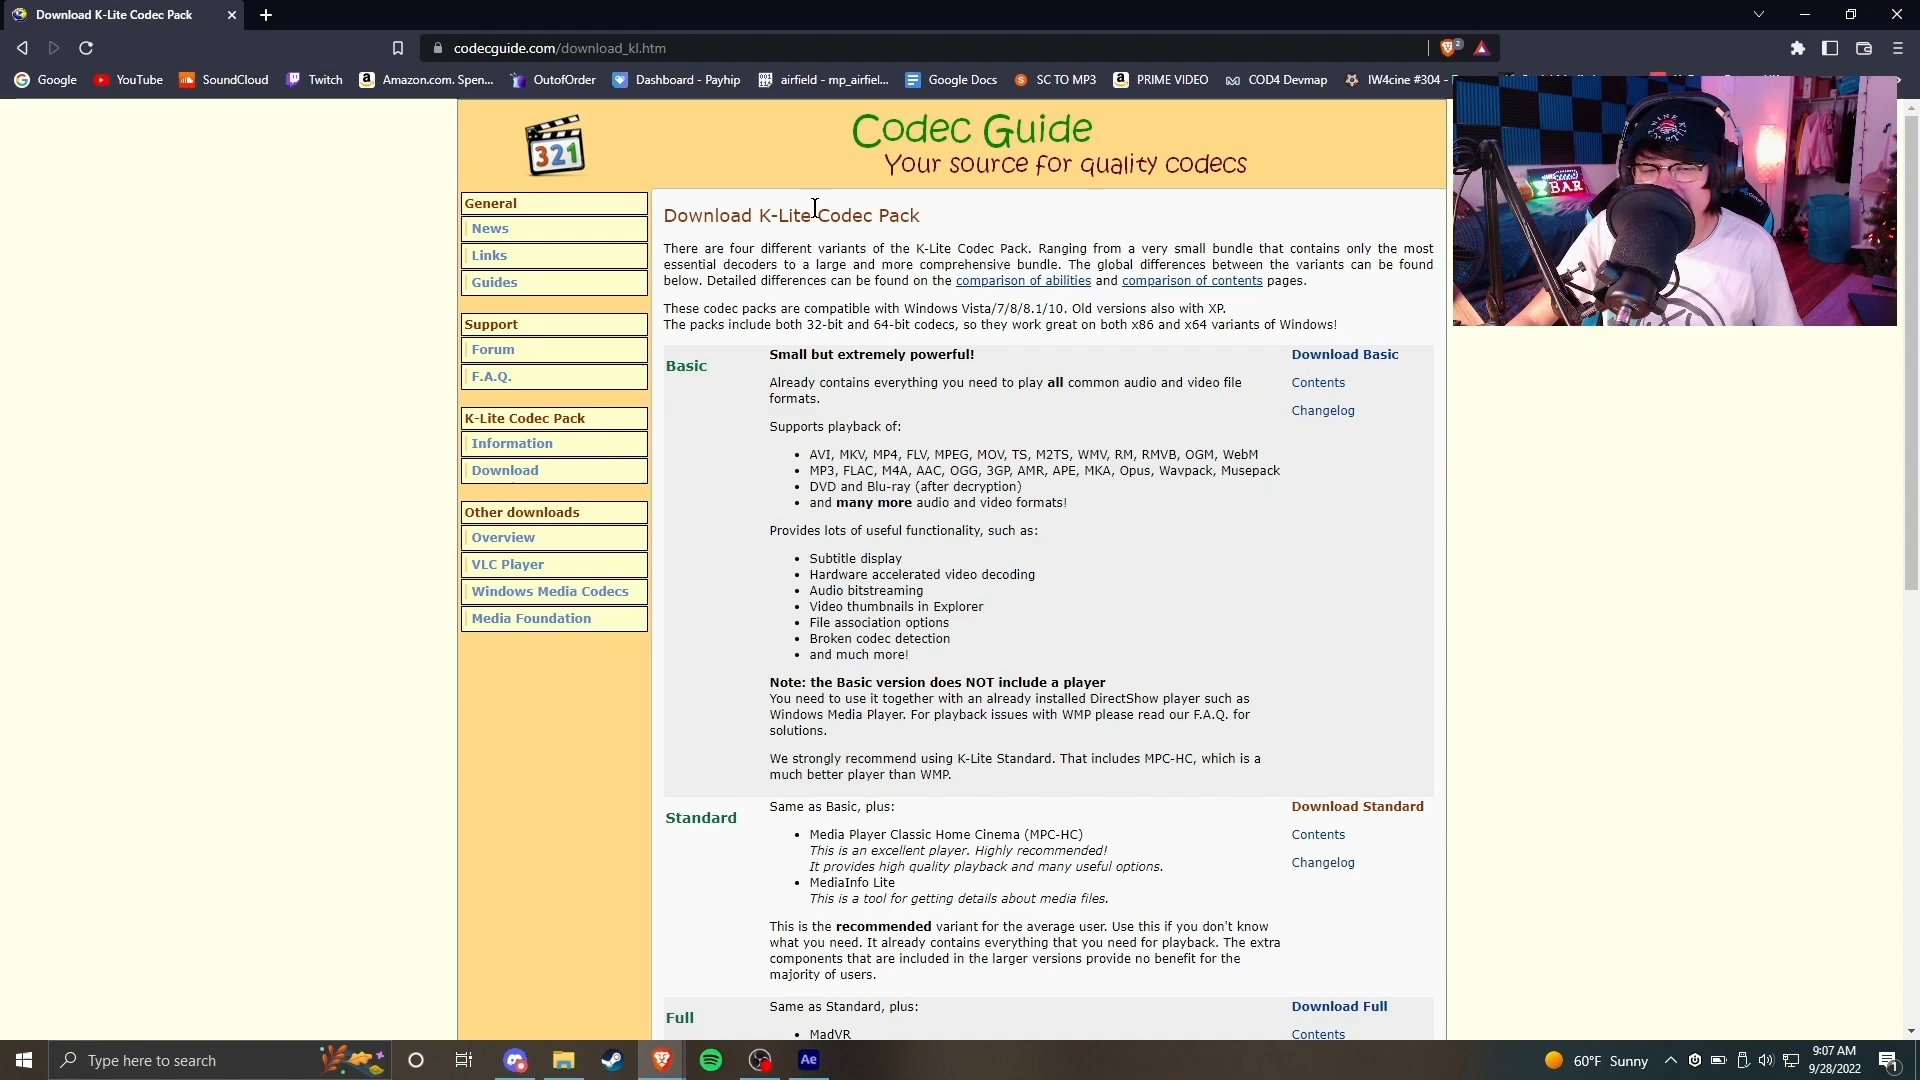 Download K-Lite Codec Pack
codecguide.com/download_kl.htm
2
Google
YouTube
SoundCloud
Twitch
Amazon.com. Spen...
OutofOrder
Dashboard - Payhip
airfield - mp_airfiel...
Google Docs
SC TO MP3
PRIME VIDEO
COD4 Devmap
IW4cine #304 -
321
Codec Guide
Your source for quality codecs
BAR
General
News
Links
Guides
Support
Forum
F.A.Q.
K-Lite Codec Pack
Information
Download
Other downloads
Overview
VLC Player
Windows Media Codecs
Media Foundation
Download K-Lite Codec Pack
There are four different variants of the K-Lite Codec Pack. Ranging from a very small bundle that contains only the most
essential decoders to a large and more comprehensive bundle. The global differences between the variants can be found
below. Detailed differences can be found on the comparison of abilities and comparison of contents pages.
These codec packs are compatible with Windows Vista/7/8/8.1/10. Old versions also with XP.
The packs include both 32-bit and 64-bit codecs, so they work great on both x86 and x64 variants of Windows!
Basic
Small but extremely powerful!
Already contains everything you need to play all common audio and video file
formats.
Supports playback of:
• AVI, MKV, MP4, FLV, MPEG, MOV, TS, M2TS, WMV, RM, RMVB, OGM, WebM
• MP3, FLAC, M4A, AAC, OGG, 3GP, AMR, APE, MKA, Opus, Wavpack, Musepack
• DVD and Blu-ray (after decryption)
• and many more audio and video formats!
Provides lots of useful functionality, such as:
• Subtitle display
• Hardware accelerated video decoding
• Audio bitstreaming
• Video thumbnails in Explorer
• File association options
• Broken codec detection
• and much more!
Note: the Basic version does NOT include a player
You need to use it together with an already installed DirectShow player such as
Windows Media Player. For playback issues with WMP please read our F.A.Q. for
solutions.
We strongly recommend using K-Lite Standard. That includes MPC-HC, which is a
much better player than WMP.
Download Basic
Contents
Changelog
Standard
Same as Basic, plus:
• Media Player Classic Home Cinema (MPC-HC)
This is an excellent player. Highly recommended!
It provides high quality playback and many useful options.
• MediaInfo Lite
This is a tool for getting details about media files.
This is the recommended variant for the average user. Use this if you don't know
what you need. It already contains everything that you need for playback. The extra
components that are included in the larger versions provide no benefit for the
majority of users.
Download Standard
Contents
Changelog
Full
Same as Standard, plus:
• MadVR
Download Full
Contents
Type here to search
Ae
60°F Sunny
9:07 AM
9/28/2022
1